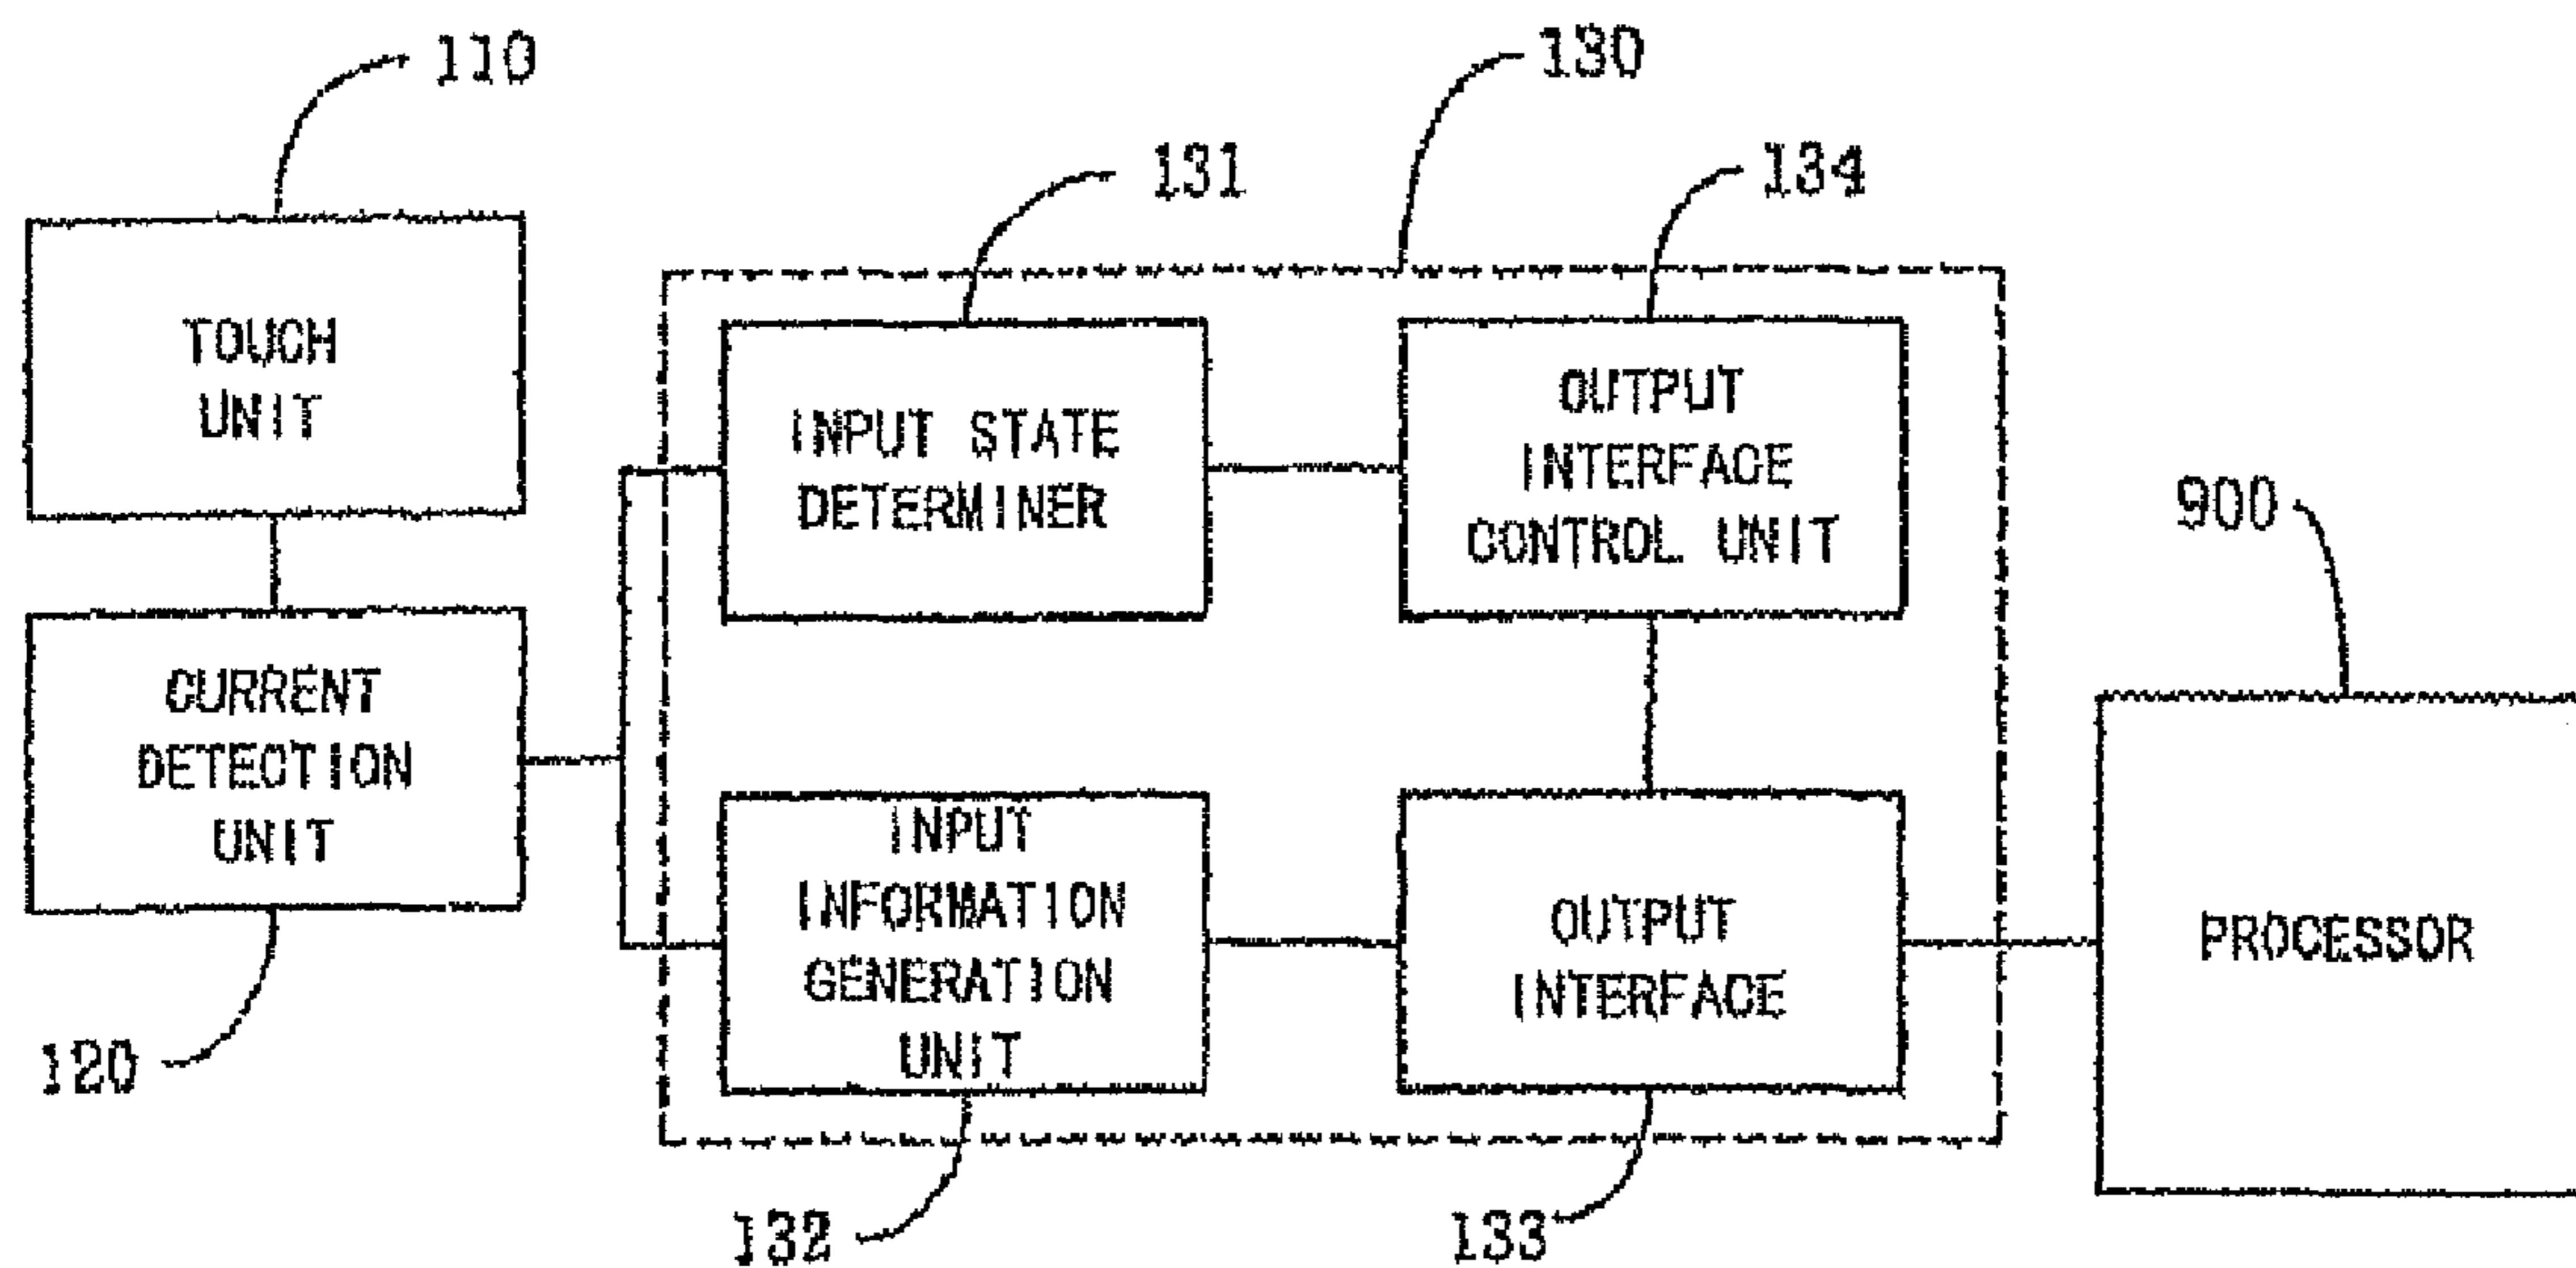 110
130
131
134
TOUCH
UNIT
INPUT STATE
DETERMINER
OUTPUT
INTERFACE
CONTROL UNIT
900
CURRENT
DETECTION
UNIT
INPUT
INFORMATION
GENERATION
UNIT
OUTPUT
INTERFACE
PROCESSOR
120
132
133